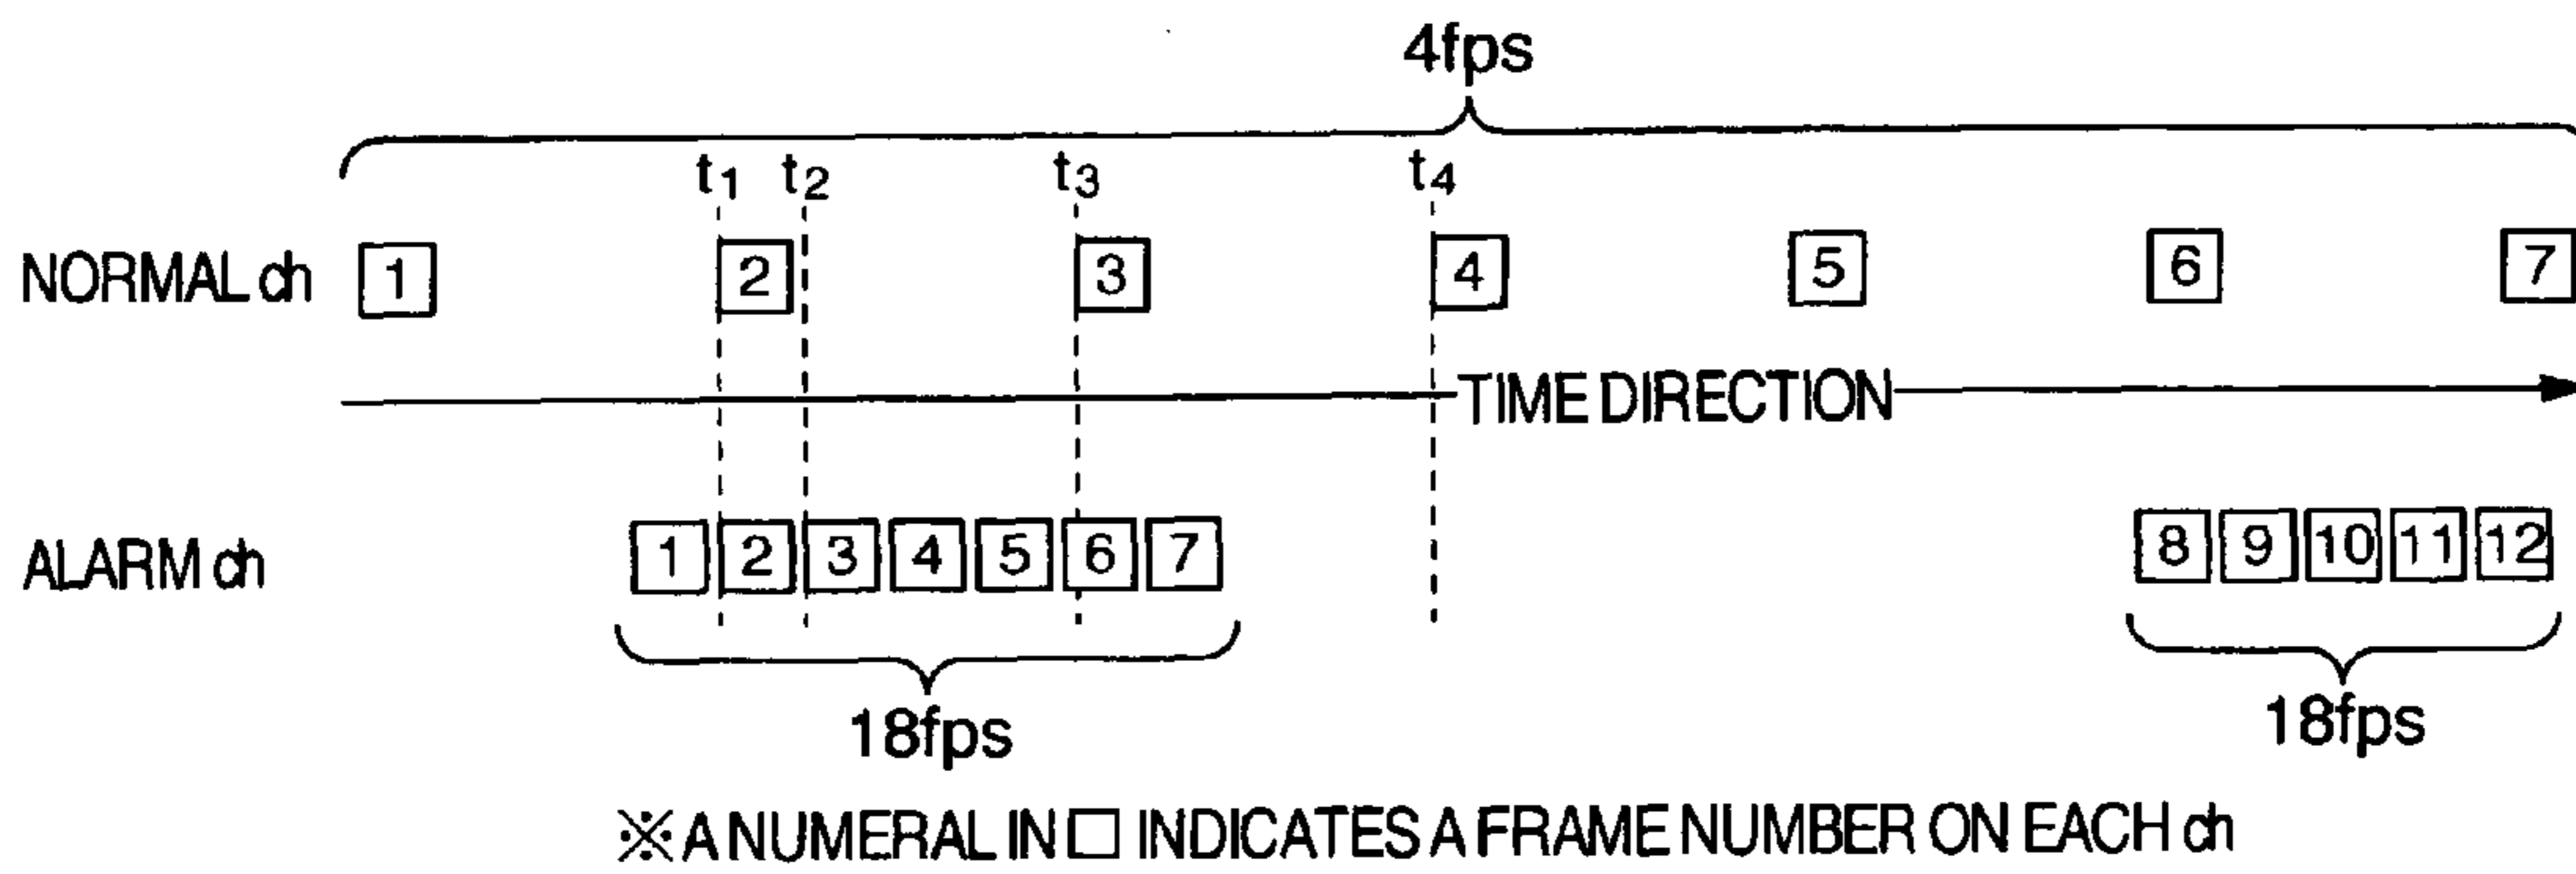 4fps
t1 t2 t3 t4
NORMAL ch 1 2 3 4 5 6 7
TIME DIRECTION
ALARM ch 1 2 3 4 5 6 7 8 9 10 11 12
18fps 18fps
※A NUMERAL IN □ INDICATES A FRAME NUMBER ON EACH ch